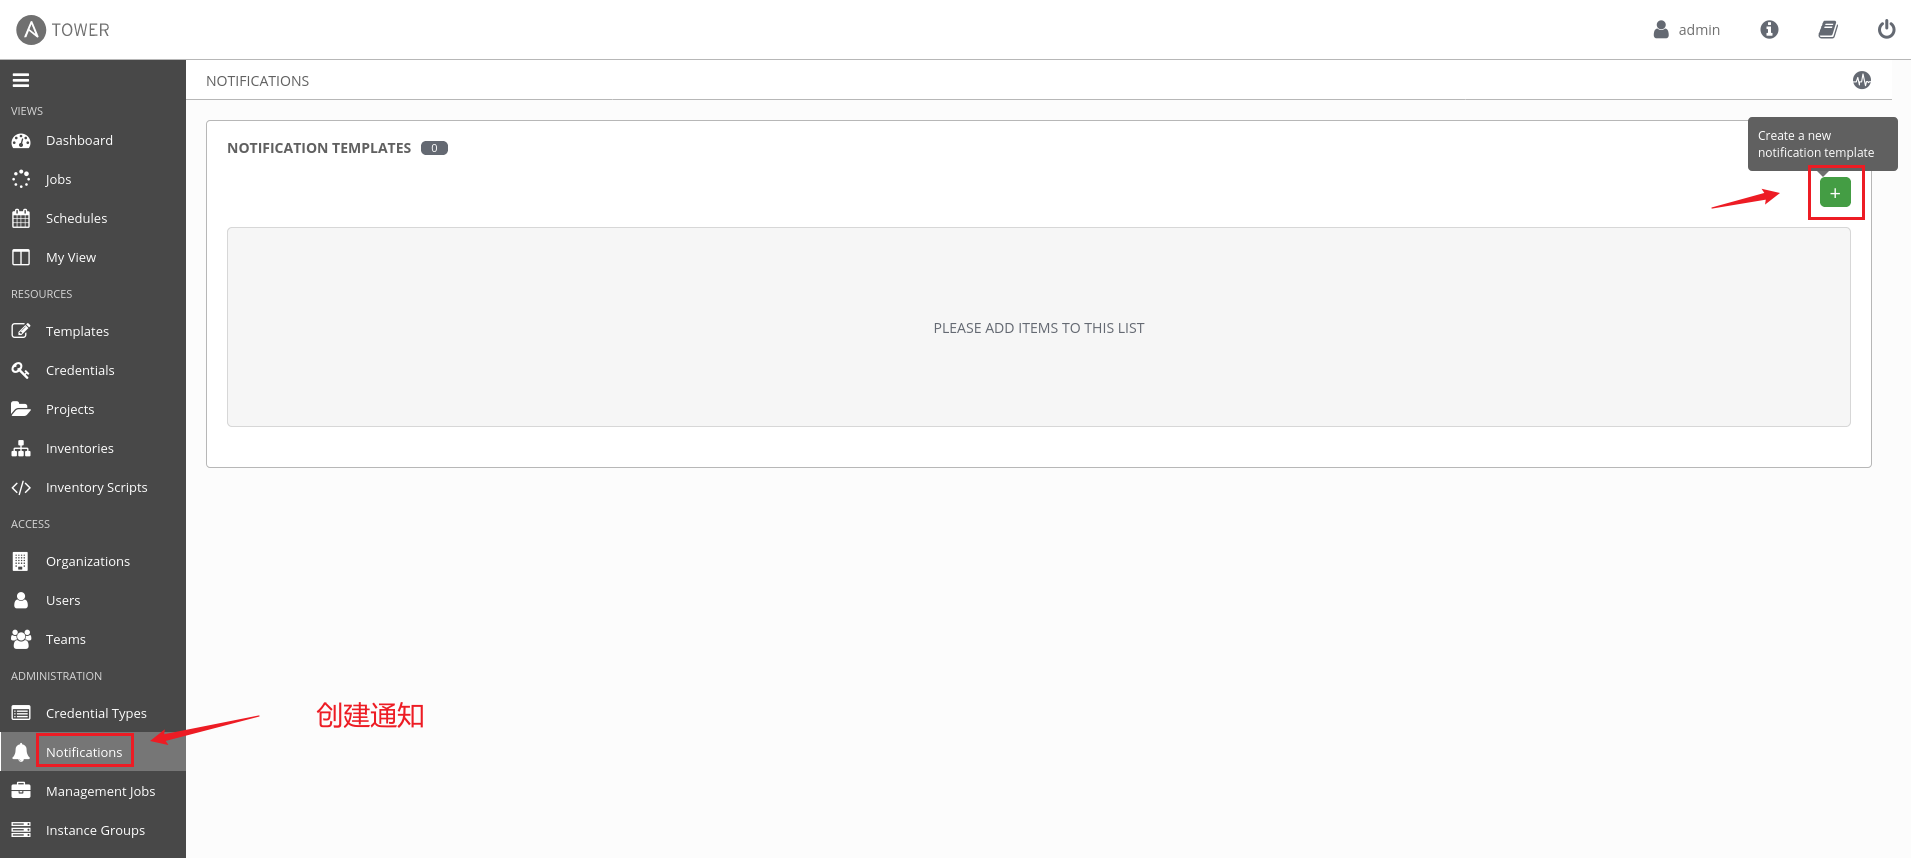 TOWER
admin
NOTIFICATIONS
VIEWS
Dashboard
Jobs
Schedules
My View
RESOURCES
Templates
Credentials
Projects
Inventories
Inventory Scripts
ACCESS
Organizations
Users
Teams
ADMINISTRATION
Credential Types
Notifications
Management Jobs
Instance Groups
NOTIFICATION TEMPLATES 0
Create a new
notification template
+
PLEASE ADD ITEMS TO THIS LIST
创建通知